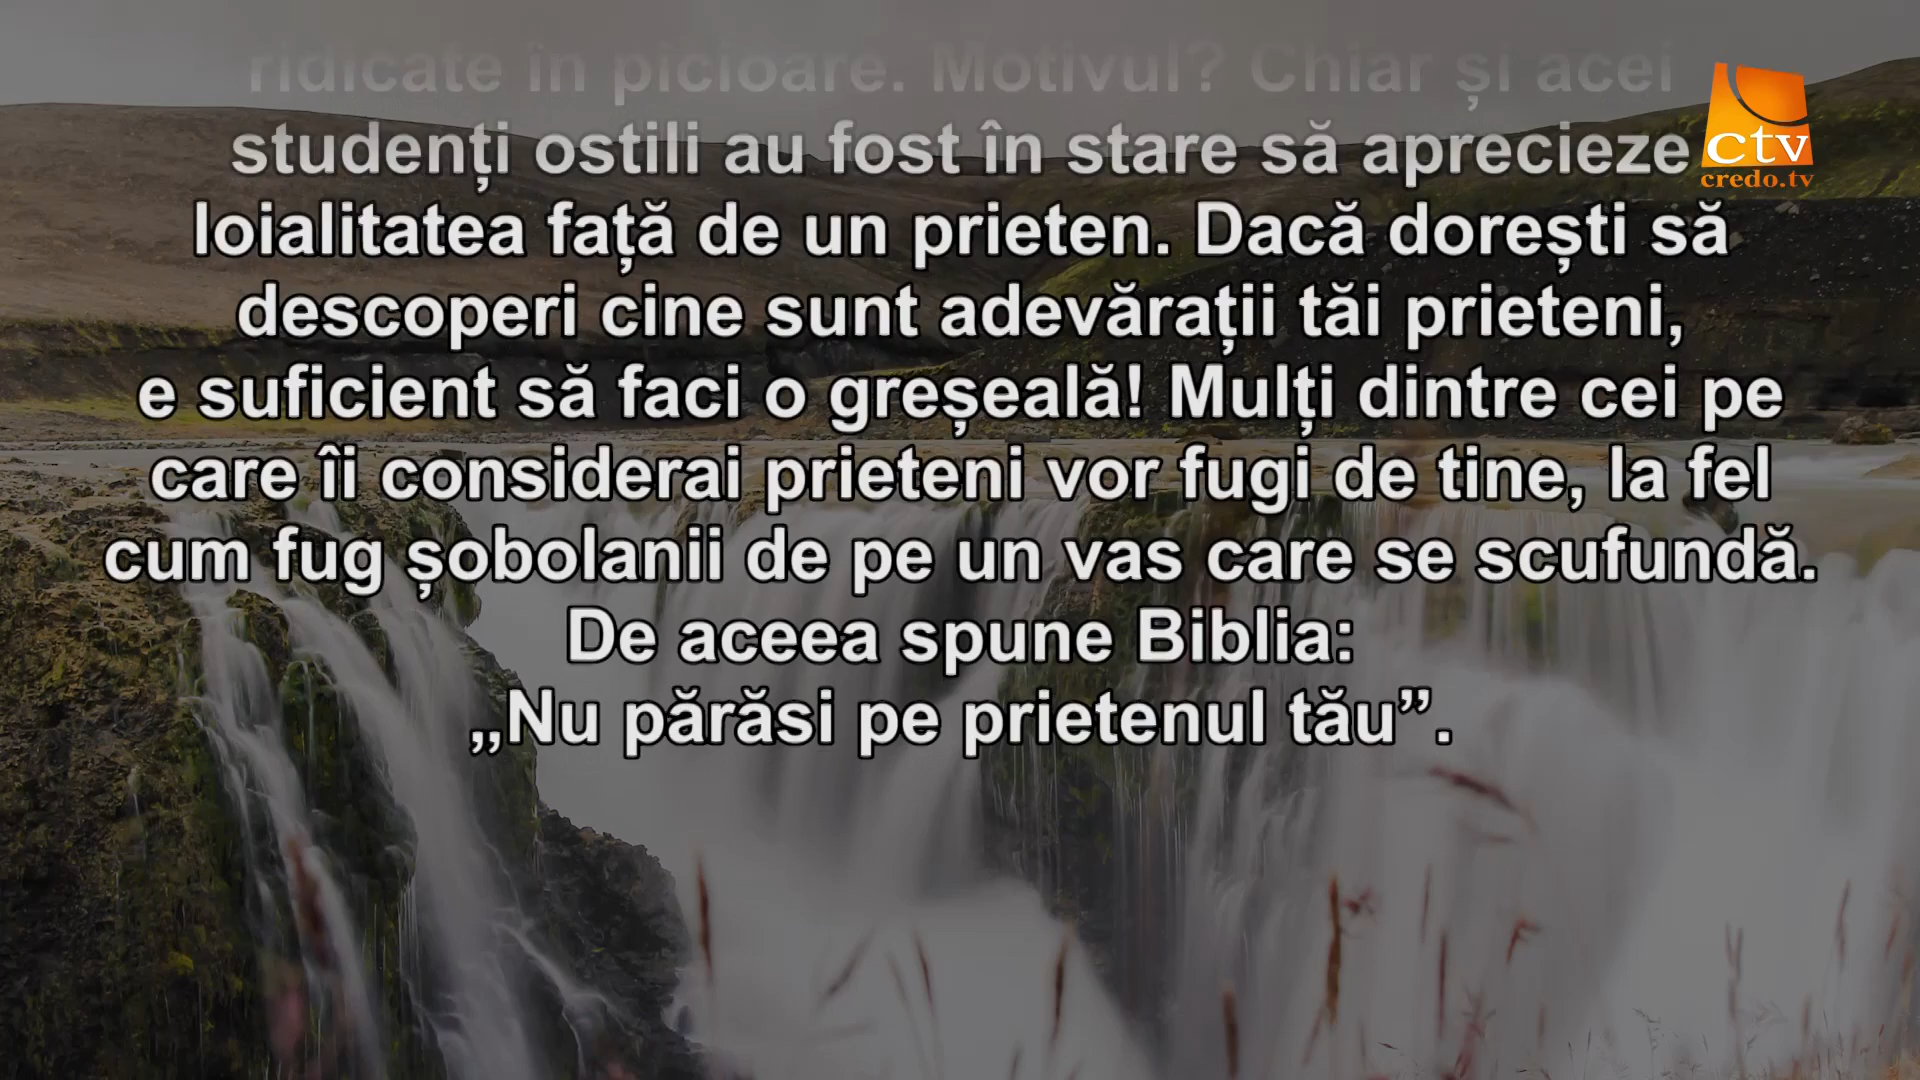 ridicate în picioare. Motivul? Chiar și acei
studenți ostili au fost în stare să aprecieze
loialitatea față de un prieten. Dacă dorești să
descoperi cine sunt adevărații tăi prieteni,
e suficient să faci o greșeală! Mulți dintre cei pe
care îi considerai prieteni vor fugi de tine, la fel
cum fug șobolanii de pe un vas care se scufundă.
De aceea spune Biblia:
„Nu părăsi pe prietenul tău”.
ctv
credo.tv